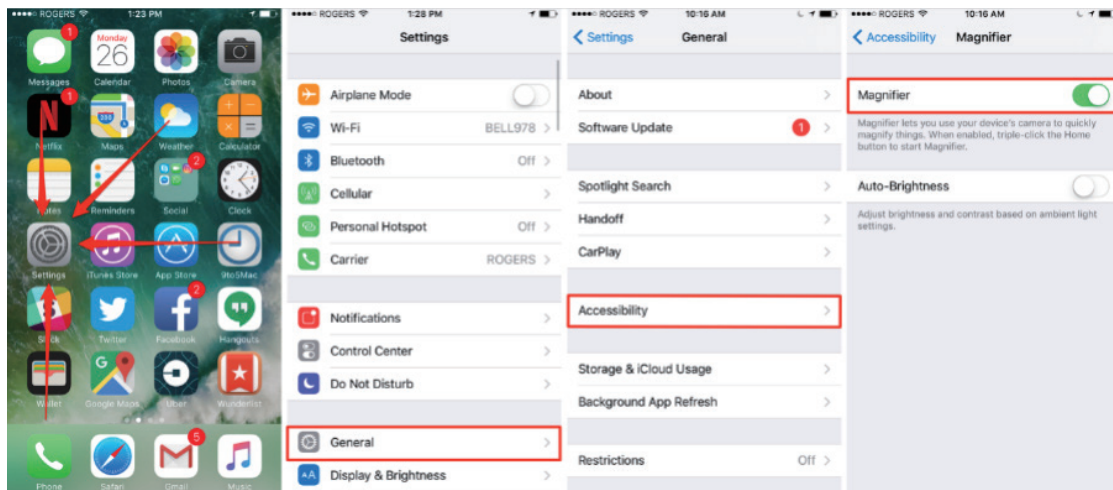 ROGERS 1:23 PM
1
Monday
26
Messages Calendar Photos Camera
1
N
280
Netflix Maps Weather Calculator
2
Notes Reminders Social Clock
Settings iTunes Store App Store 9to5Mac
2
Slack Twitter Facebook Hangouts
G
Wallet Google Maps Uber Wunderlist
5
Phone Safari Gmail Music
ROGERS 1:28 PM
Settings
Airplane Mode
Wi-Fi BELL978
Bluetooth Off
Cellular
Personal Hotspot Off
Carrier ROGERS
Notifications
Control Center
Do Not Disturb
General
AA Display & Brightness
ROGERS 10:16 AM
Settings General
About
Software Update 1
Spotlight Search
Handoff
CarPlay
Accessibility
Storage & iCloud Usage
Background App Refresh
Restrictions Off
ROGERS 10:16 AM
Accessibility Magnifier
Magnifier
Magnifier lets you use your device's camera to quickly
magnify things. When enabled, triple-click the Home
button to start Magnifier.
Auto-Brightness
Adjust brightness and contrast based on ambient light
settings.